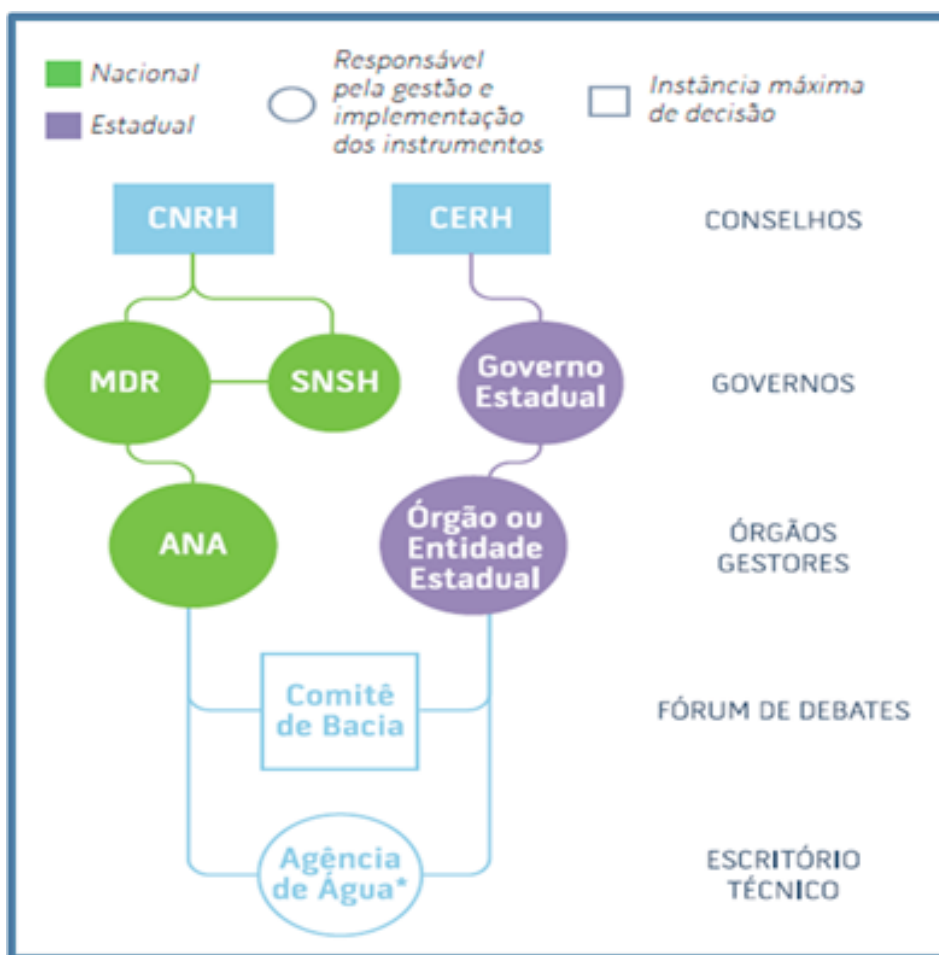 Nacional
Estadual
Responsável
pela gestão e
implementação
dos instrumentos
Instância máxima
de decisão
CNRH
CERH
CONSELHOS
MDR
SNSH
Governo
Estadual
GOVERNOS
ANA
Órgão ou
Entidade
Estadual
ÓRGÃOS
GESTORES
Comitê
de Bacia
FÓRUM DE DEBATES
Agência
de Água*
ESCRITÓRIO
TÉCNICO